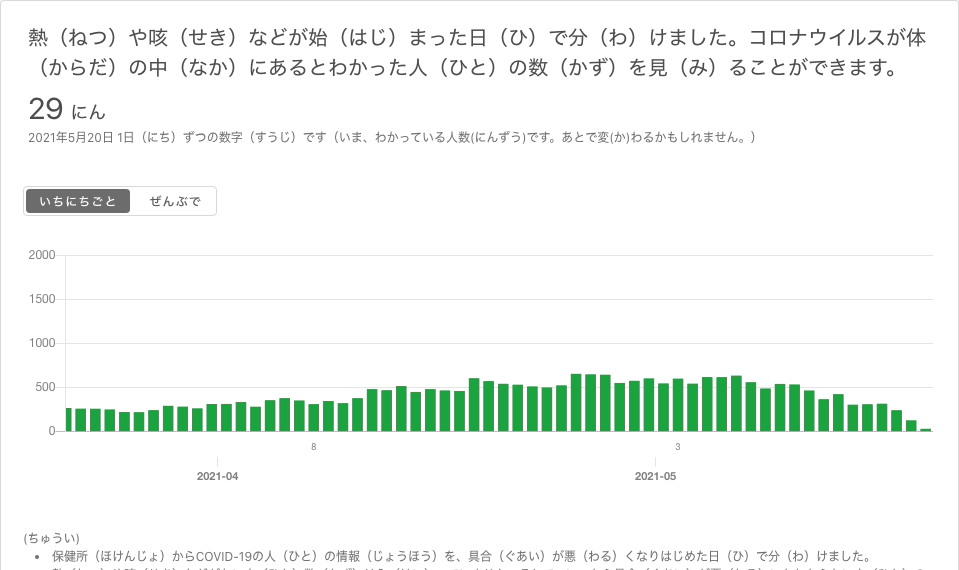 熱（ねつ）や咳（せき）などが始（はじ）まった日（ひ）で分（わ）けました。コロナウイルスが体
（からだ）の中（なか）にあるとわかった人（ひと）の数（かず）を見（み）ることができます。
29 にん
2021年5月20日 1日（にち）ずつの数字（すうじ）です（いま、わかっている人数(にんずう)です。あとで変(か)わるかもしれません。）
いちにちごと ぜんぶで
2000
1500
1000
500
0
8 3
2021-04 2021-05
(ちゅうい)
• 保健所（ほけんじょ）からCOVID-19の人（ひと）の情報（じょうほう）を、具合（ぐあい）が悪（わる）くなりはじめた日（ひ）で分（わ）けました。